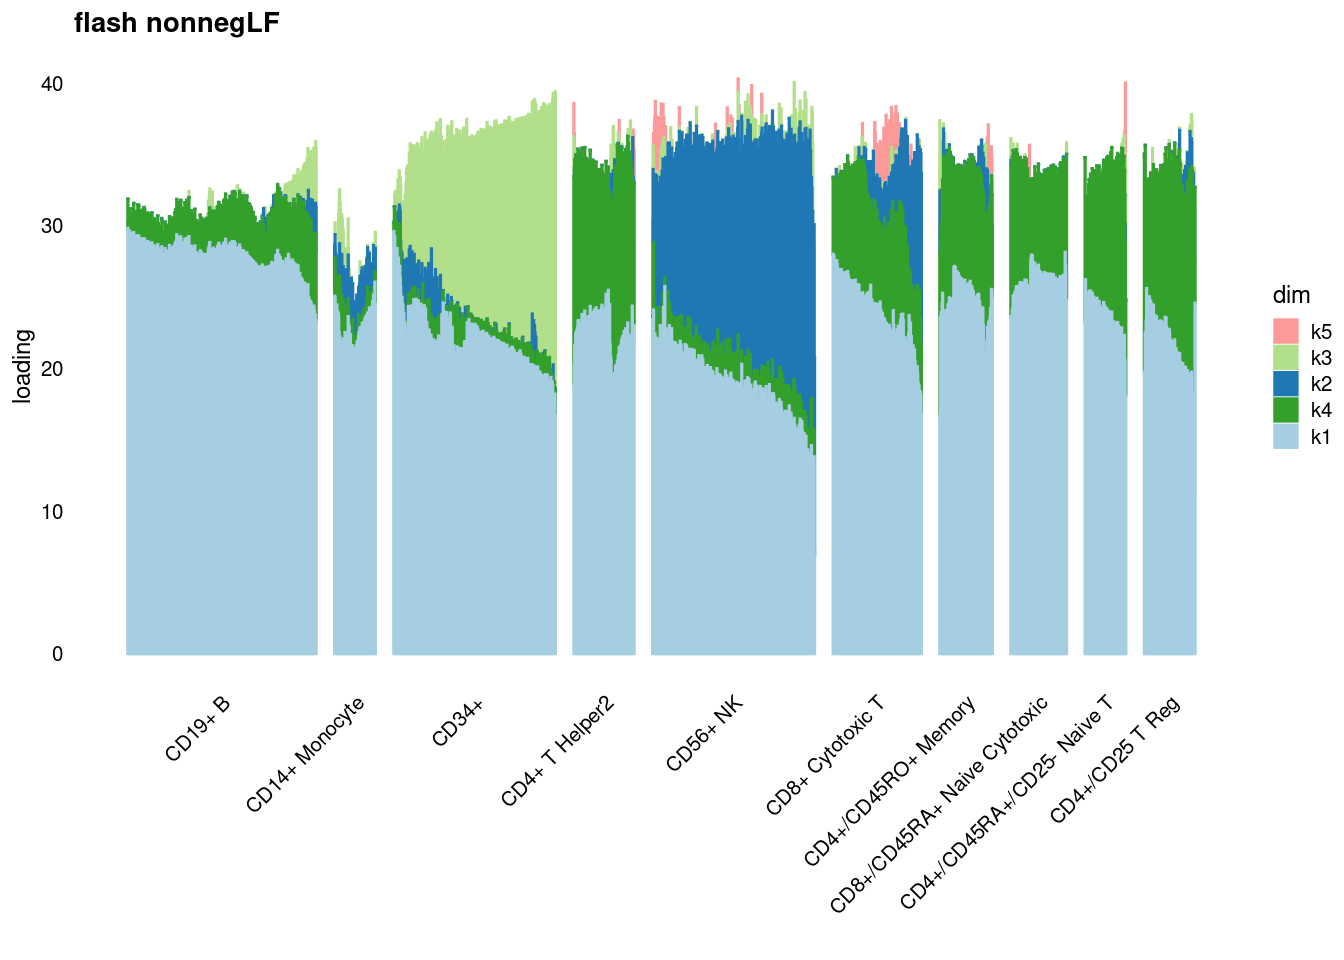 flash nonnegLF
40
30
20
10
0
loading
CD19+ B
CD14+ Monocyte
CD34+
CD4+ T Helper2
CD56+ NK
CD8+ Cytotoxic T
CD4+/CD45RO+ Memory
CD8+/CD45RA+ Naive Cytotoxic
CD4+/CD45RA+/CD25- Naive T
CD4+/CD25 T Reg
dim
k5
k3
k2
k4
k1